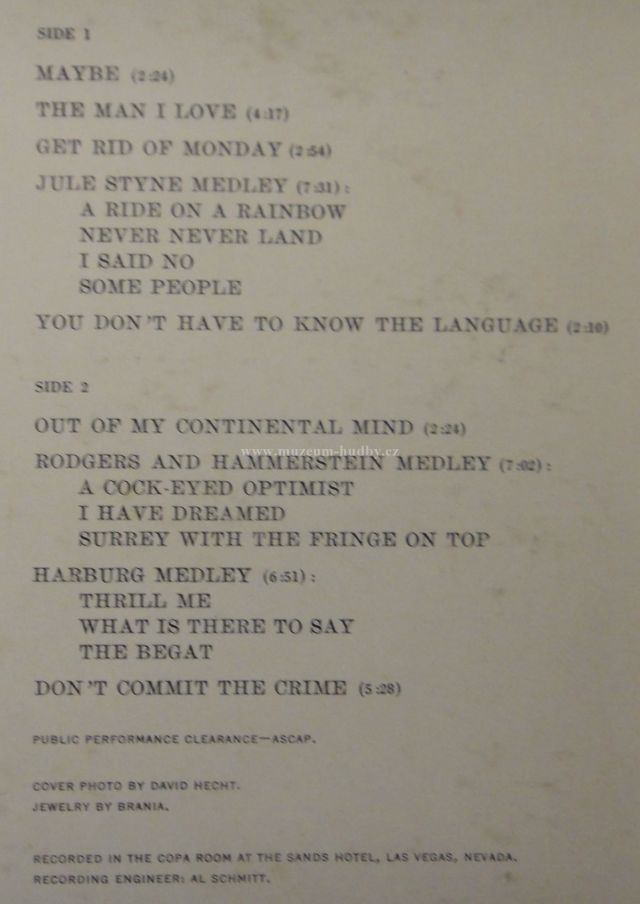 SIDE 1
MAYBE (2:24)
THE MAN I LOVE (4:17)
GET RID OF MONDAY (2:54)
JULE STYNE MEDLEY (7:31):
A RIDE ON A RAINBOW
NEVER NEVER LAND
I SAID NO
SOME PEOPLE
YOU DON'T HAVE TO KNOW THE LANGUAGE (2:10)
SIDE 2
OUT OF MY CONTINENTAL MIND (2:24)
www.muzeum-hudby.cz
RODGERS AND HAMMERSTEIN MEDLEY (7:02):
A COCK-EYED OPTIMIST
I HAVE DREAMED
SURREY WITH THE FRINGE ON TOP
HARBURG MEDLEY (6:51):
THRILL ME
WHAT IS THERE TO SAY
THE BEGAT
DON'T COMMIT THE CRIME (5:28)
PUBLIC PERFORMANCE CLEARANCE—ASCAP.
COVER PHOTO BY DAVID HECHT.
JEWELRY BY BRANIA.
RECORDED IN THE COPA ROOM AT THE SANDS HOTEL, LAS VEGAS, NEVADA.
RECORDING ENGINEER: AL SCHMITT.